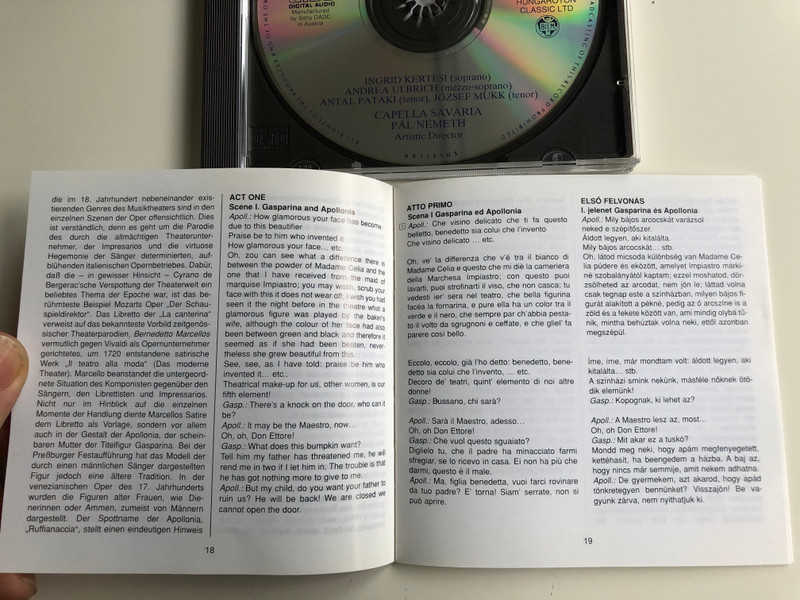 DIGITAL AUDIO
Manufactured
by Sony DADC
in Austria
HUNGAROTON
CLASSIC LTD
INGRID KERTESI (soprano)
ANDREA ULBRICH (mezzo-soprano)
ANTAL PATAKI (tenor), JÓZSEF MUKK (tenor)
CAPELLA SAVARIA
PÁL NÉMETH
Artistic Director
ARTISJUS
die im 18. Jahrhundert nebeneinander exis-
tierenden Genres des Musiktheaters sind in den
einzelnen Szenen der Oper offensichtlich. Dies
ist verständlich, denn es geht um die Parodie
des durch die allmächtigen Theaterunter-
nehmer, der Impresarios und die virtuose
Hegemonie der Sänger determinierten, auf-
blühenden italienischen Opernbetriebes. Dafür,
daß die – in gewisser Hinsicht – Cyrano de
Bergerac'sche Verspottung der Theaterwelt ein
beliebtes Thema der Epoche war, ist das be-
rühmteste Beispiel Mozarts Oper „Der Schau-
spieldirektor". Das Libretto der „La canterina"
verweist auf das bekannteste Vorbild zeitgenös-
sischer Theaterparodien, Bernedetto Marcellos
vermutlich gegen Vivaldi als Opernunternehmer
gerichtetes, um 1720 entstandene satirische
Werk „Il teatro alla moda" (Das moderne
Theater). Marcello beanstandet die untergeord-
nete Situation des Komponisten gegenüber den
Sängern, den Librettisten und Impressarios.
Nicht nur im Hinblick auf die einzelnen
Momente der Handlung diente Marcellos Satire
dem Libretto als Vorlage, sondern vor allem
auch in der Gestalt der Apollonia, der schein-
baren Mutter der Titelfigur Gasparina. Bei der
Preßburger Festaufführung hat das Modell der
durch einen männlichen Sänger dargestellten
Figur jedoch eine ältere Tradition. In der
venezianischen Oper des 17. Jahrhunderts
wurden die Figuren alter Frauen, wie Die-
nerinnen oder Ammen, zumeist von Männern
dargestellt. Der Spottname der Apollonia,
„Ruffianaccia", stellt einen eindeutigen Hinweis
ACT ONE
Scene I. Gasparina and Apollonia
Apoll.: How glamorous your face has become
due to this beautifier
Praise be to him who invented it
How glamorous your face... etc.
Oh, zou can see what a difference there is
between the powder of Madame Celia and the
one that I have received from the maid of
marquise Impiastro; you may wash, scrub your
face with this it does not wear off; I wish you had
seen it the night before in the theatre what a
glamorous figure was played by the baker's
wife, although the colour of her face had also
been between green and black and therefore it
seemed as if she had been beaten, never-
theless she grew beautiful from this.
See, see, as I have told: praise be him who
invented it... etc..
Theatrical make-up for us, other women, is our
fifth element!
Gasp.: There's a knock on the door, who can it
be?
Apoll.: It may be the Maestro, now...
Oh, oh, Don Ettore!
Gasp.: What does this bumpkin want?
Tell him my father has threatened me, he will
rend me in two if I let him in. The trouble is that
he has got nothing more to give to me.
Apoll.: But my child, do you want your father to
ruin us? He will be back! We are closed we
cannot open the door.
18
ATTO PRIMO
Scena I Gasparina ed Apollonia
1 Apoll.: Che visino delicato che ti fa questo
belletto, benedetto sia colui che l'invento
Che visino delicato ... etc.
Oh, ve' la differenza che v'è tra il bianco di
Madame Celia e questo che mi diè la cameriera
della Marchesa Impiastro; con questo puoi
lavarti, puoi strofinarti il viso, che non casca; tu
vedesti ier' sera nel teatro, che bella figurina
facéa la fornarina, e pure ella ha un color tra il
verde e il nero, che sempre par ch'abbia pesta-
to il volto da sgrugnoni e ceffate, e che gliel' fa
parere così bello.
Eccolo, eccolo, già l'ho detto: benedetto, bene-
detto sia colui che l'invento, … etc.
Decoro de' teatri, quint' elemento di noi altre
donne!
Gasp.: Bussano, chi sarà?
Apoll.: Sarà il Maestro, adesso…
Oh, oh Don Ettore!
Gasp.: Che vuol questo sguaiato?
Diglielo tu, che il padre ha minacciato farmi
sfregiar, se lo ricevo in casa. Ei non ha più che
darmi, questo è il male.
Apoll.: Ma, figlia benedetta, vuoi farci rovinare
da tuo padre? E' torna! Siam' serrate, non si
può aprire.
ELSŐ FELVONÁS
I. jelenet Gasparina és Apollonia
Apoll.: Mily bájos arcocskát varázsol
neked e szépítőszer.
Áldott legyen, aki kitalálta.
Mily bájos arcocskát… stb.
Oh, látod micsoda különbség van Madame Ce-
lia púdere és eközött, amelyet Impiastro márki-
né szobalányától kaptam; ezzel moshatod, dör-
zsölheted az arcodat, nem jön le; láttad volna
csak tegnap este a színházban, milyen bájos fi-
gurát alakított a pékné, pedig az ő arcszíne is a
zöld és a fekete között van, ami mindig olybá tű-
nik, mintha behúztak volna neki, ettől azonban
megszépül.
Íme, íme, már mondtam volt: áldott legyen, aki
kitalálta… stb.
A színházi smink nekünk, másféle nőknek ötö-
dik elemünk!
Gasp.: Kopognak, ki lehet az?
Apoll.: A Maestro lesz az, most…
Oh, oh, Don Ettore!
Gasp.: Mit akar ez a tuskó?
Mondd meg neki, hogy apám megfenyegetett,
kettéhasít, ha beengedem a házba. A baj az,
hogy nincs már semmije, amit nekem adhatna.
Apoll.: De gyermekem, azt akarod, hogy apád
tönkretegyen bennünket? Visszajön! Be va-
gyunk zárva, nem nyithatjuk ki.
19